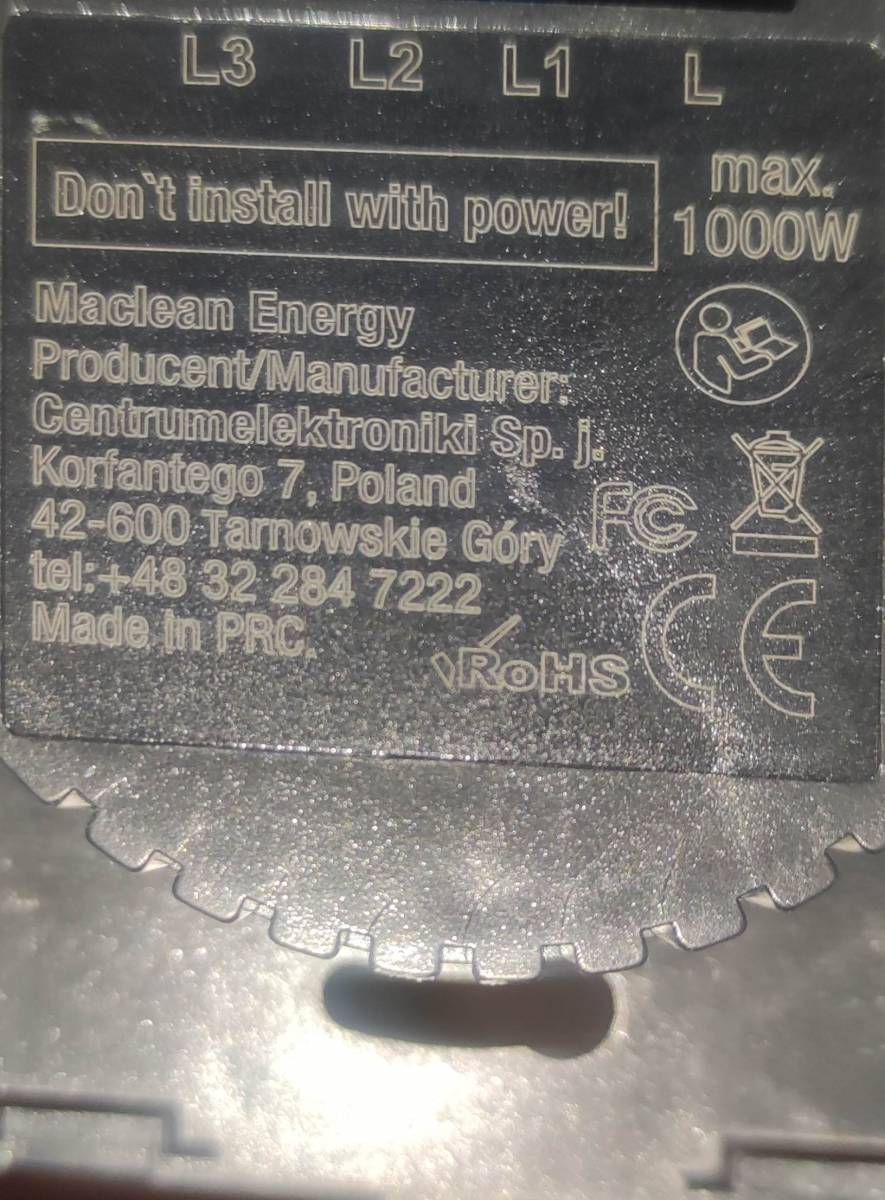 L3 L2 L1 L
Don`t install with power!
max.
1000W
Maclean Energy
Producent/Manufacturer:
Centrumelektroniki Sp. j.
Korfantego 7, Poland
42-600 Tarnowskie Góry
tel:+48 32 284 7222
Made in PRC.
FC
RoHS
CE